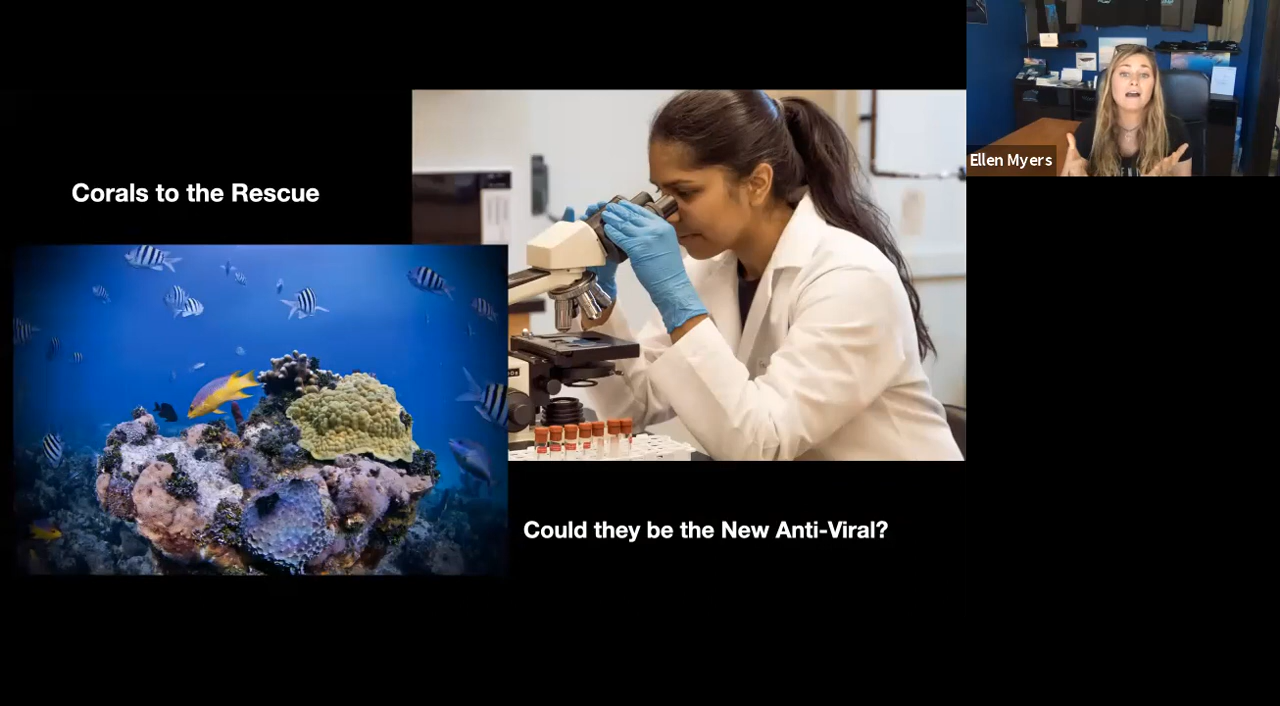 Ellen Myers
Corals to the Rescue
Could they be the New Anti-Viral?